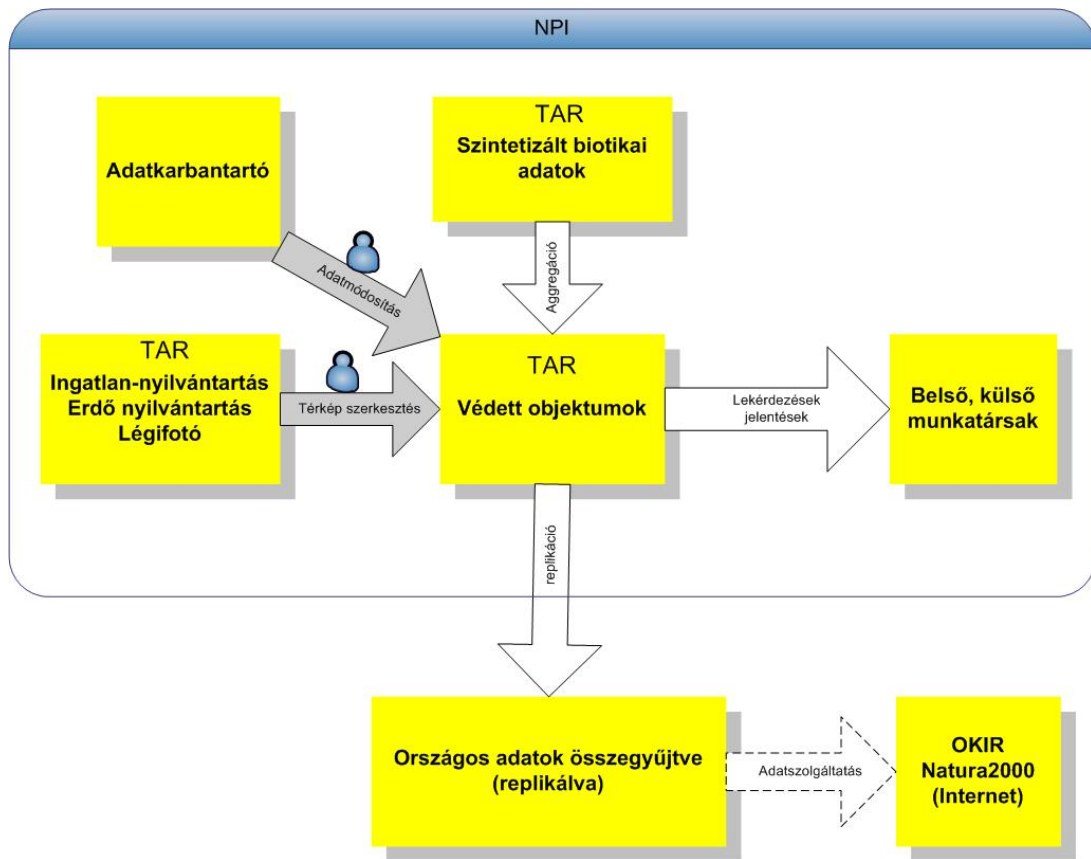 NPI
Adatkarbantartó
TAR
Szintetizált biotikai
adatok
Adatmódosítás
Aggregáció
TAR
Ingatlan-nyilvántartás
Erdő nyilvántartás
Légifotó
Térkép szerkesztés
TAR
Védett objektumok
Lekérdezések
jelentések
Belső, külső
munkatársak
replikáció
Országos adatok összegyűjtve
(replikálva)
Adatszolgáltatás
OKIR
Natura2000
(Internet)